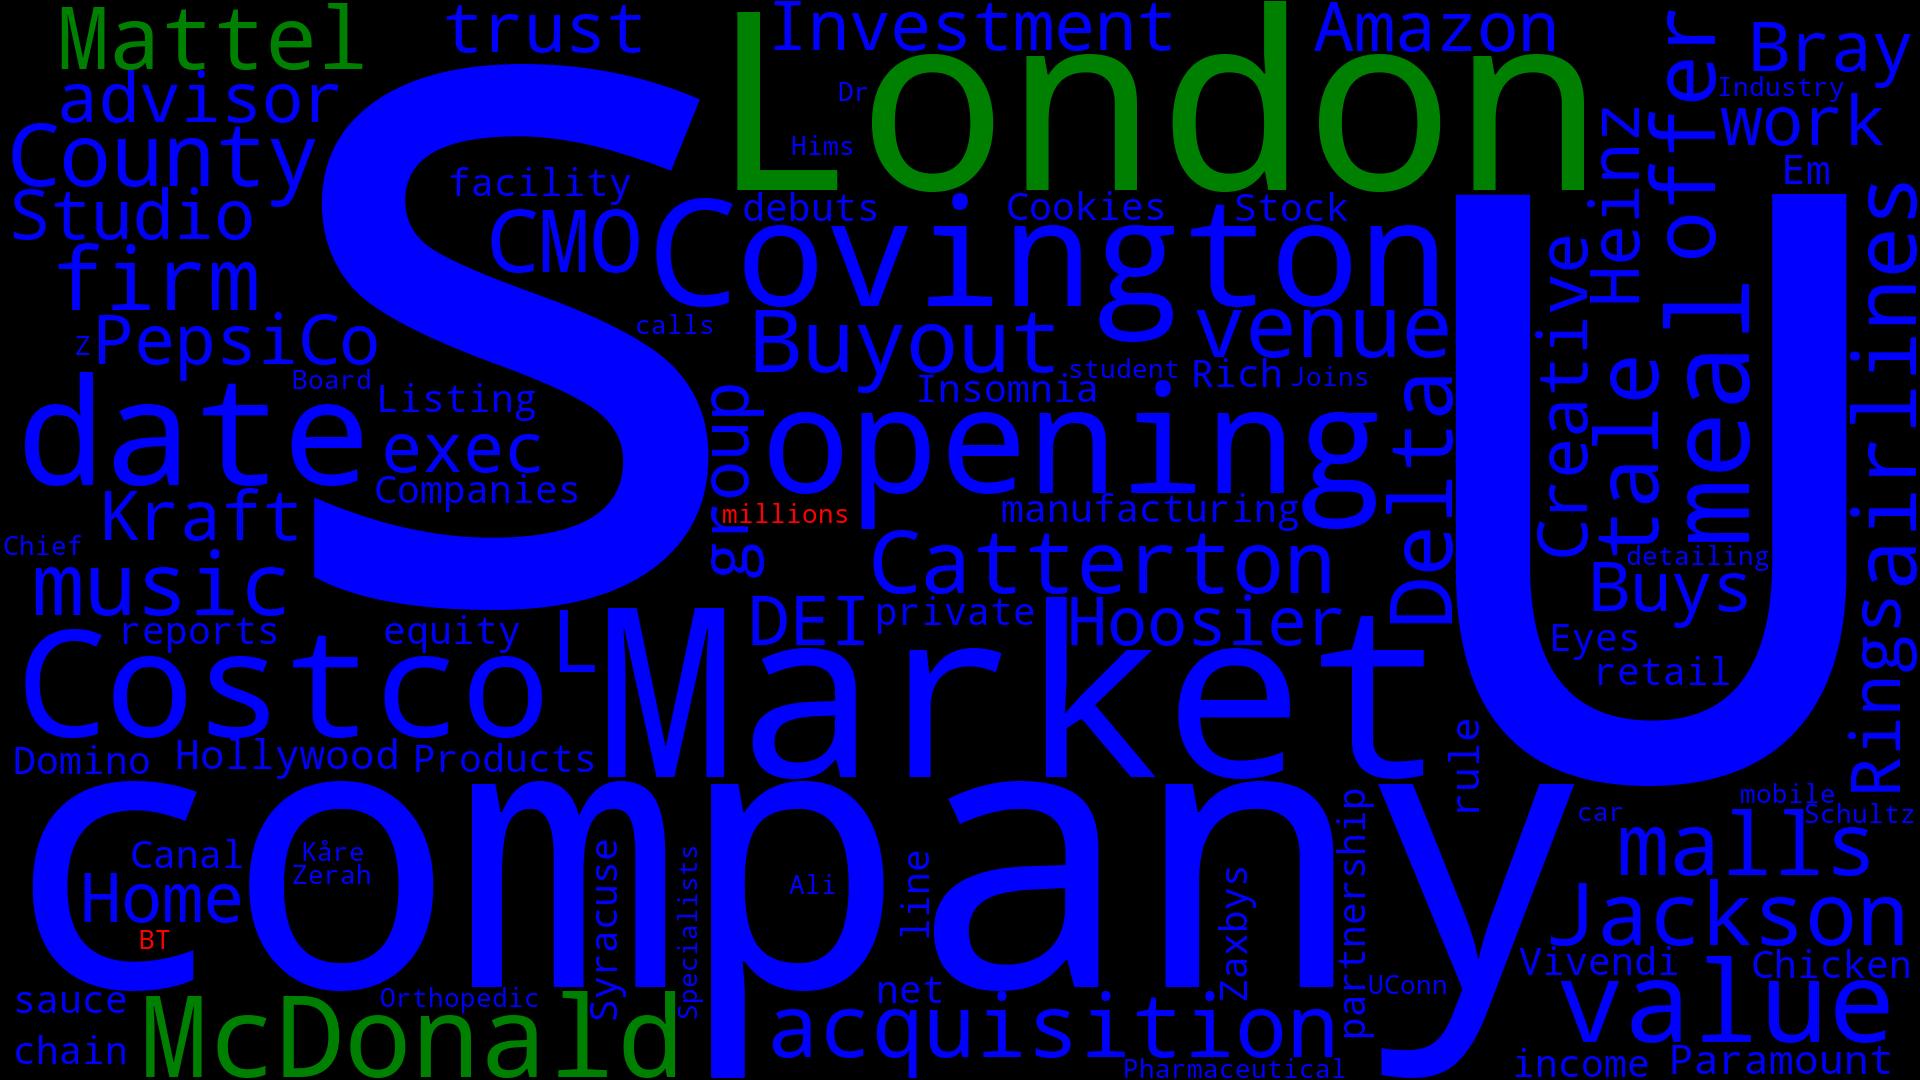 Mattel
trust
London
Investment
Amazon
offer
Bray
advisor
Dr
Industry
County
S
Hims
Heinz
work
Studio
facility
Em
CMO
debuts
Cookies
Stock
U
airlines
firm
Covington
Creative
PepsiCo
z
calls
Buyout
venue
meal
date
Board
Listing
Insomnia
student
Rich
Joins
tale
exec
group
opening
Delta
Companies
Kraft
millions
manufacturing
Chief
music
Catterton
detailing
Buys
reports
equity
L
DEI
private
Hoosier
Eyes
Costco
Market
retail
Rings
Domino
Hollywood
Products
rule
company
mobile
car
Schultz
Canal
Kåre
Zerah
Syracuse
Specialists
Ali
line
Zaxbys
partnership
malls
Home
BT
Jackson
Vivendi
Chicken
sauce
McDonald
Orthopedic
net
UConn
value
chain
acquisition
Pharmaceutical
income
Paramount